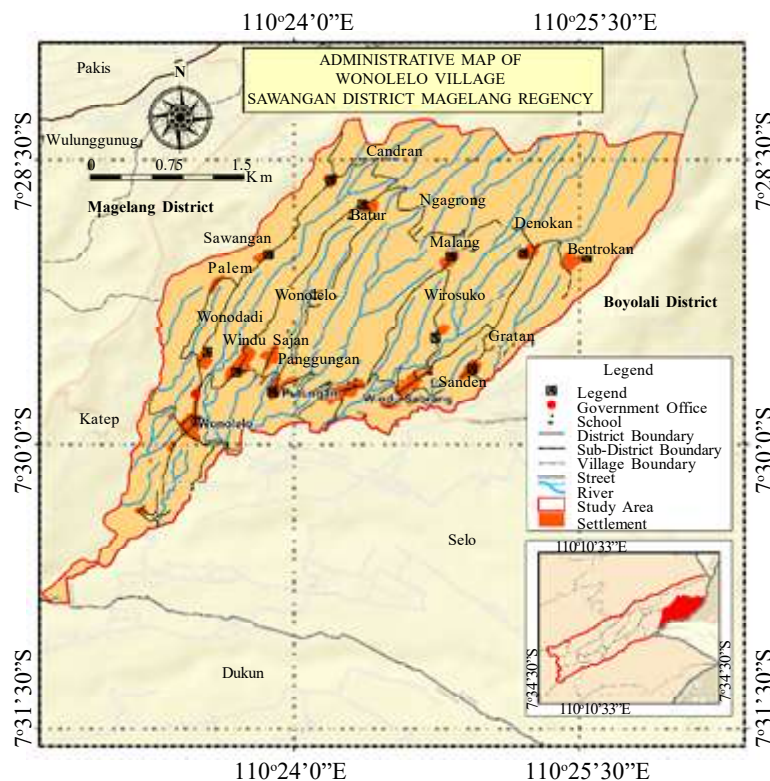 110°24'0"E
110°25'30"E
ADMINISTRATIVE MAP OF
WONOLELO VILLAGE
SAWANGAN DISTRICT MAGELANG REGENCY
Pakis
N
Wulunggunug
0 0.75 1.5
Km
7°28'30"S
7°28'30"S
Candran
Magelang District
Batur
Ngagrong
Denokan
Sawangan
Malang
Bentrokan
Palem
Wonolelo
Wirosuko
Boyolali District
Wonodadi
Windu
Sajan
Gratan
Panggungan
Sanden
Katep
Wonolelo
7°30'0"S
7°30'0"S
Legend
Legend
Government Office
School
District Boundary
Sub-District Boundary
Village Boundary
Street
River
Study Area
Settlement
Selo
Dukun
110°10'33"E
7°34'30"S
7°34'30"S
110°10'33"E
7°31'30"S
7°31'30"S
110°24'0"E
110°25'30"E